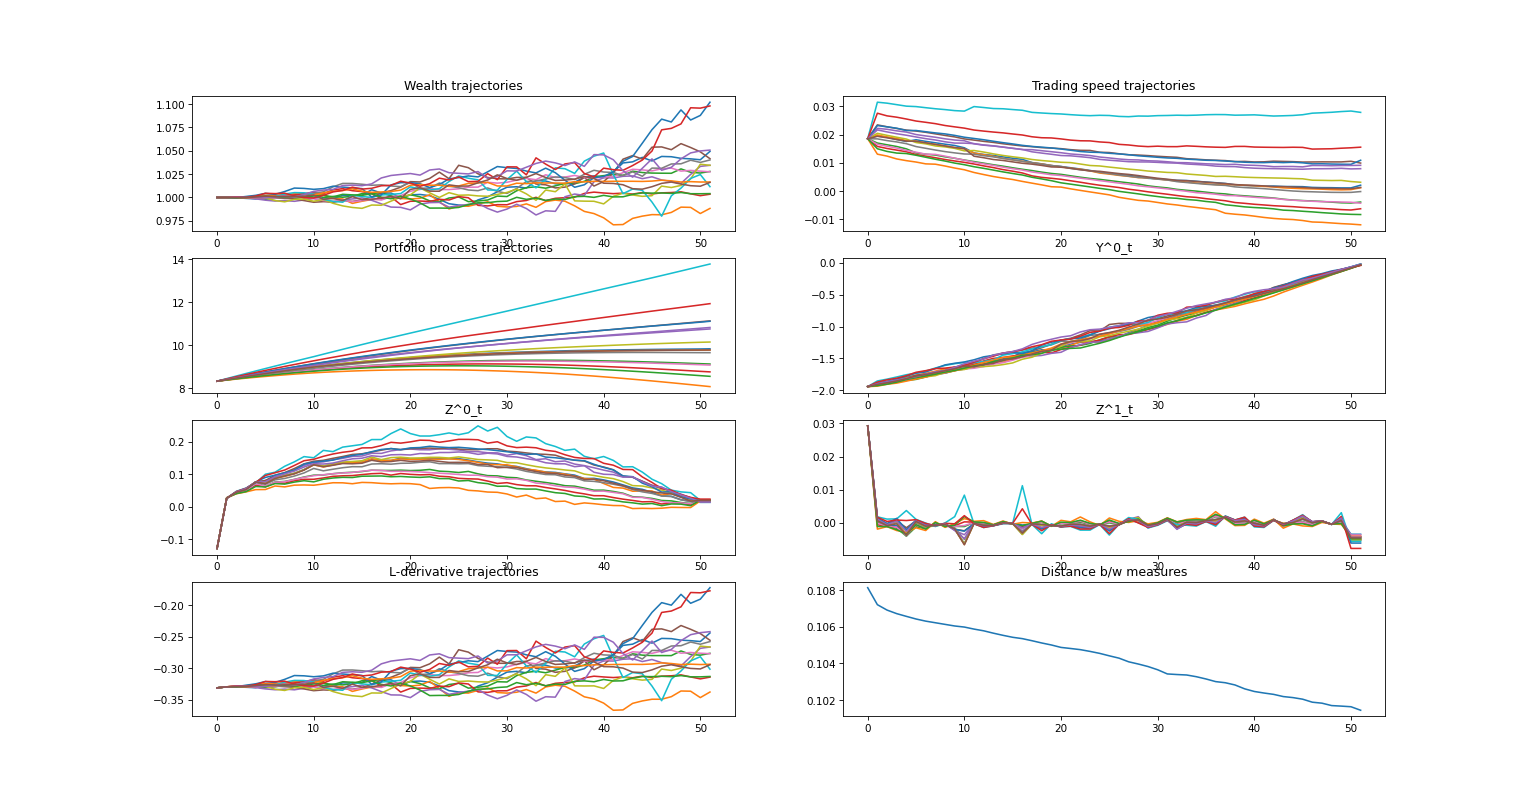 Wealth trajectories
1.100
1.075
1.050
1.025
1.000
0.975
0 10 20 30 40 50
Trading speed trajectories
0.03
0.02
0.01
0.00
−0.01
0 10 20 30 40 50
Portfolio process trajectories
14
12
10
8
0 10 20 30 40 50
Y^0_t
0.0
−0.5
−1.0
−1.5
−2.0
0 10 20 30 40 50
Z^0_t
0.2
0.1
0.0
−0.1
0 10 20 30 40 50
Z^1_t
0.03
0.02
0.01
0.00
0 10 20 30 40 50
L-derivative trajectories
−0.20
−0.25
−0.30
−0.35
0 10 20 30 40 50
Distance b/w measures
0.108
0.106
0.104
0.102
0 10 20 30 40 50